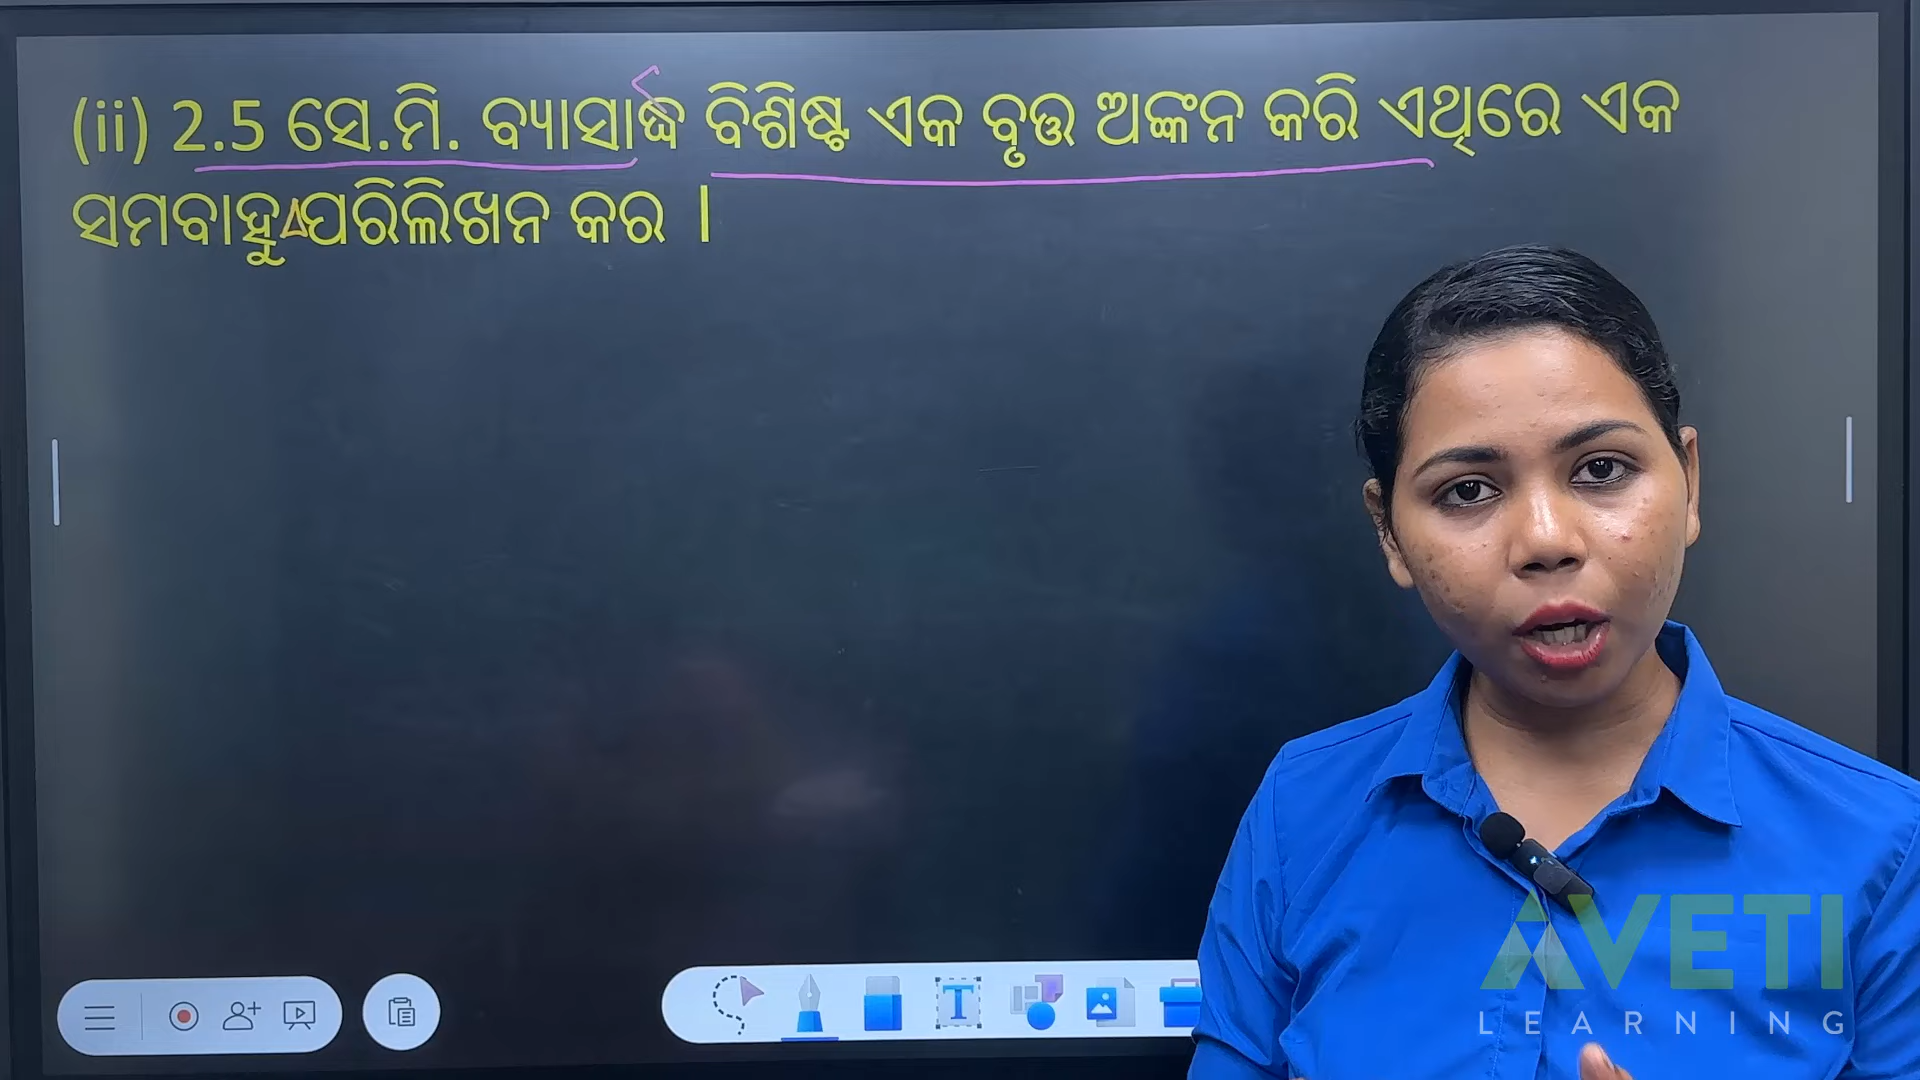 (ii) 2.5 ସେ.ମି. ବ୍ୟାସାର୍ଦ୍ଧ ବିଶିଷ୍ଟ ଏକ ବୃତ୍ତ ଅଙ୍କନ କରି ଏଥିରେ ଏକ
ସମବାହୁ Δ ପରିଲିଖନ କର ।
T
AVETI
LEARNING